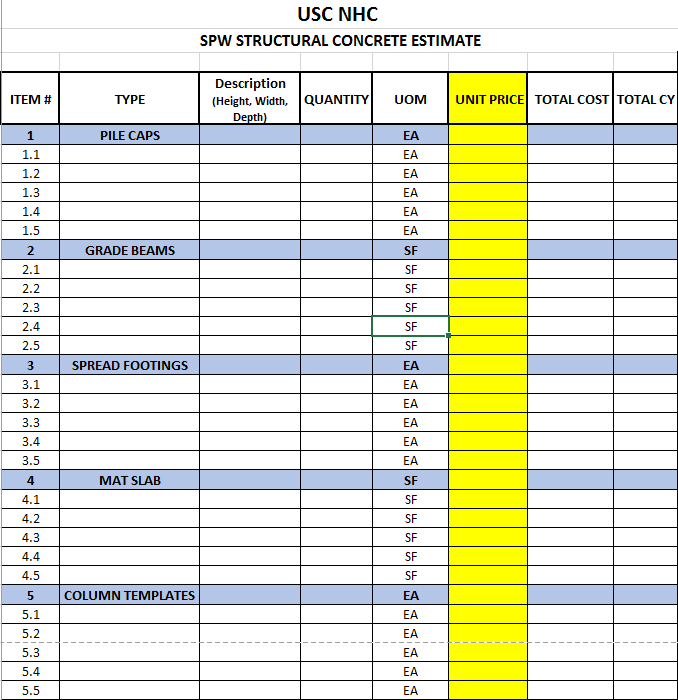 USC NHC
SPW STRUCTURAL CONCRETE ESTIMATE
ITEM # TYPE Description (Height, Width, Depth) QUANTITY UOM UNIT PRICE TOTAL COST TOTAL CY
1 PILE CAPS EA
1.1 EA
1.2 EA
1.3 EA
1.4 EA
1.5 EA
2 GRADE BEAMS SF
2.1 SF
2.2 SF
2.3 SF
2.4 SF
2.5 SF
3 SPREAD FOOTINGS EA
3.1 EA
3.2 EA
3.3 EA
3.4 EA
3.5 EA
4 MAT SLAB SF
4.1 SF
4.2 SF
4.3 SF
4.4 SF
4.5 SF
5 COLUMN TEMPLATES EA
5.1 EA
5.2 EA
5.3 EA
5.4 EA
5.5 EA